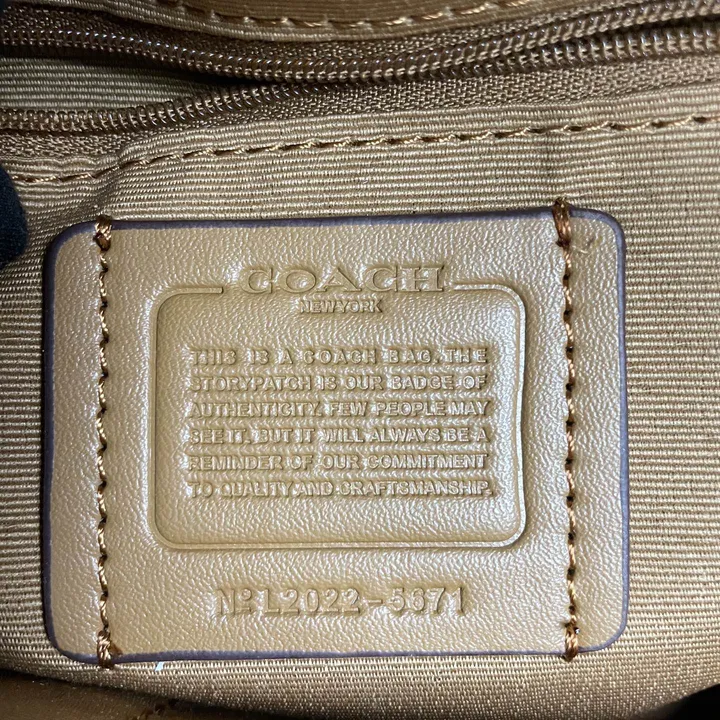 COACH
NEW YORK
THIS IS A COACH BAG. THE
STORYPATCH IS OUR BADGE OF
AUTHENTICITY. FEW PEOPLE MAY
SEE IT, BUT IT WILL ALWAYS BE A
REMINDER OF OUR COMMITMENT
TO QUALITY AND CRAFTSMANSHIP.
Nº L2022-5671